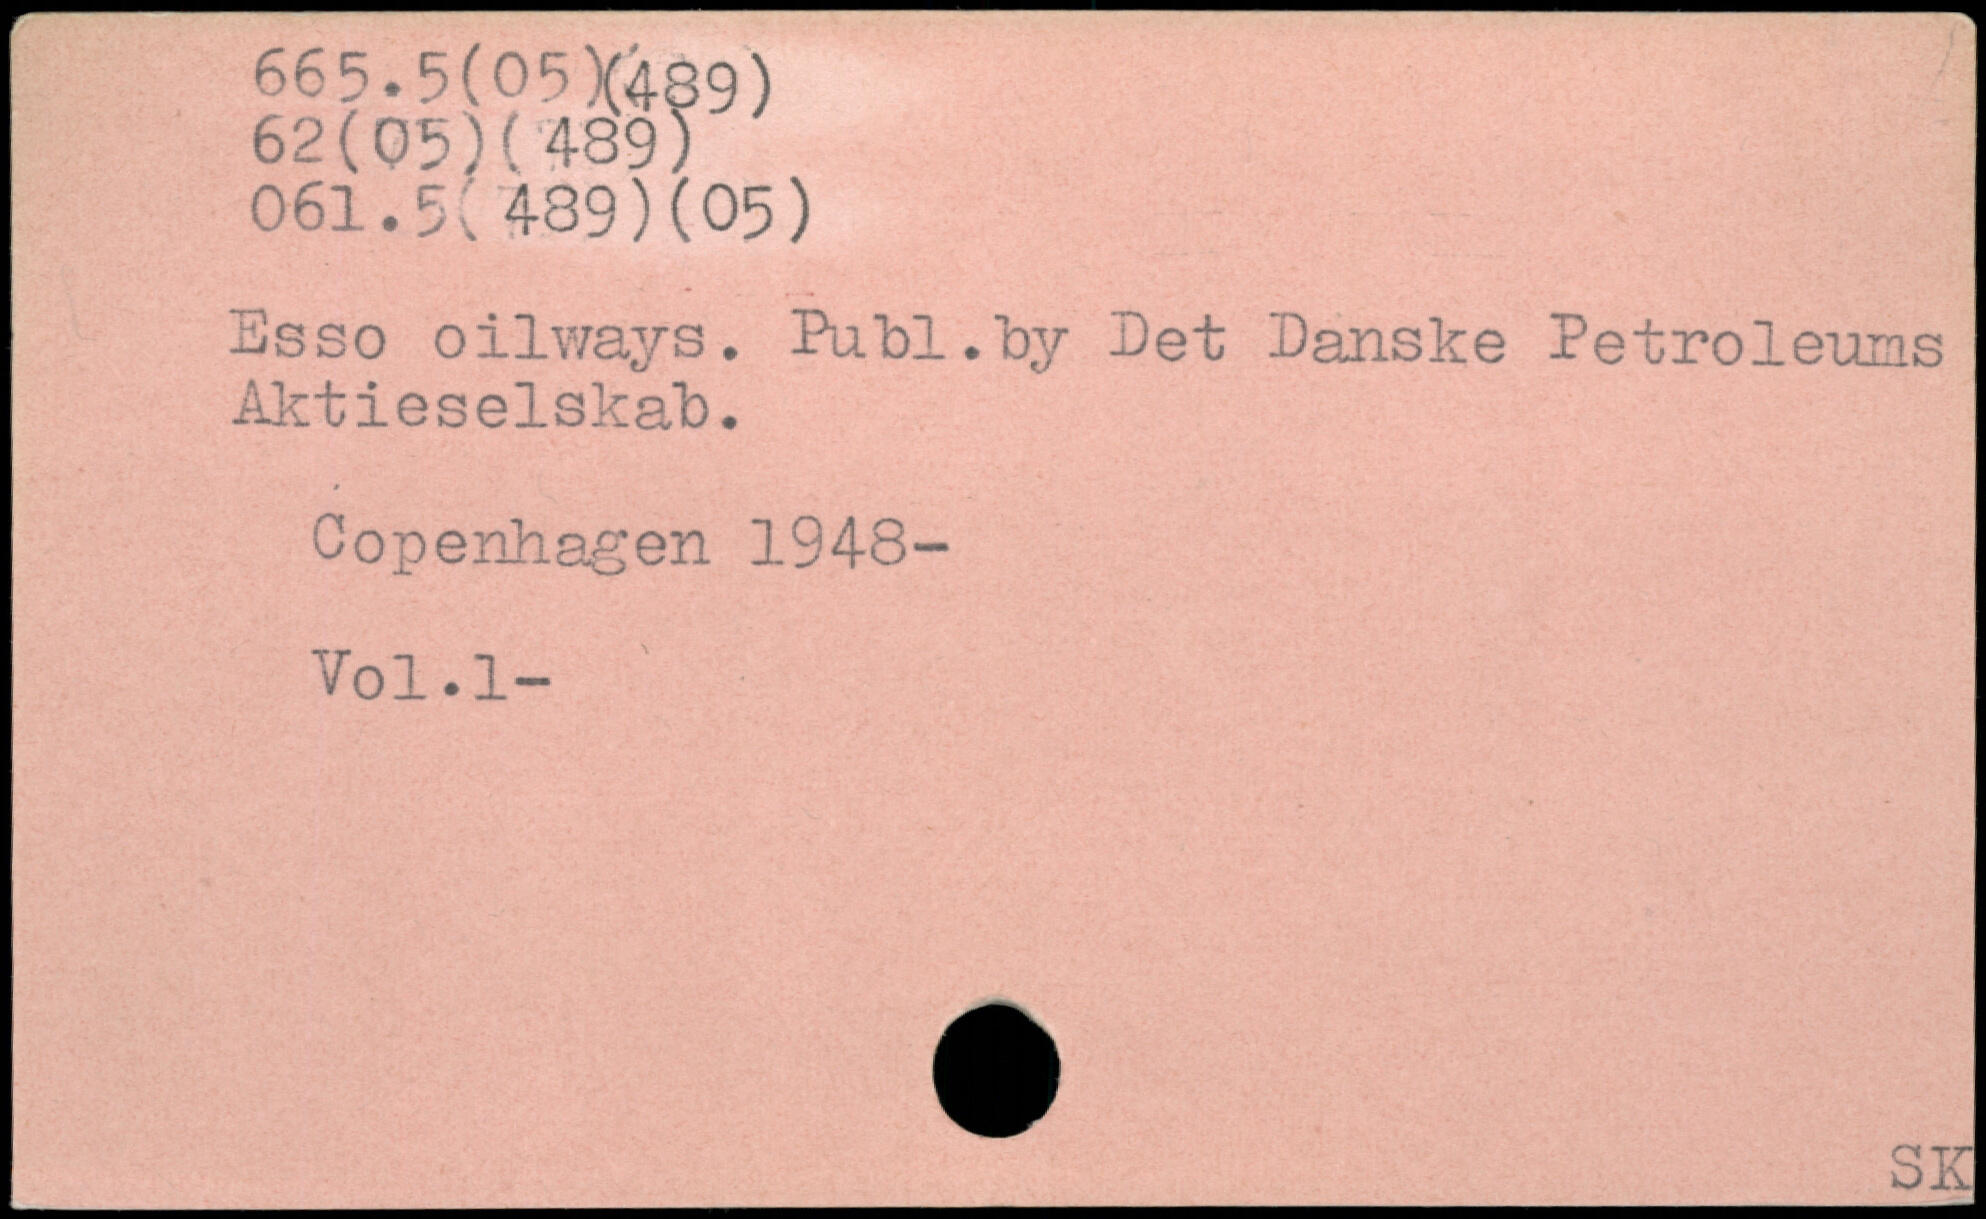 665.5(05)(489)
62(05)(489)
061.5(489)(05)
Esso oilways. Publ.by Det Danske Petroleums
Aktieselskab.
Copenhagen 1948-
Vol.1-
SK